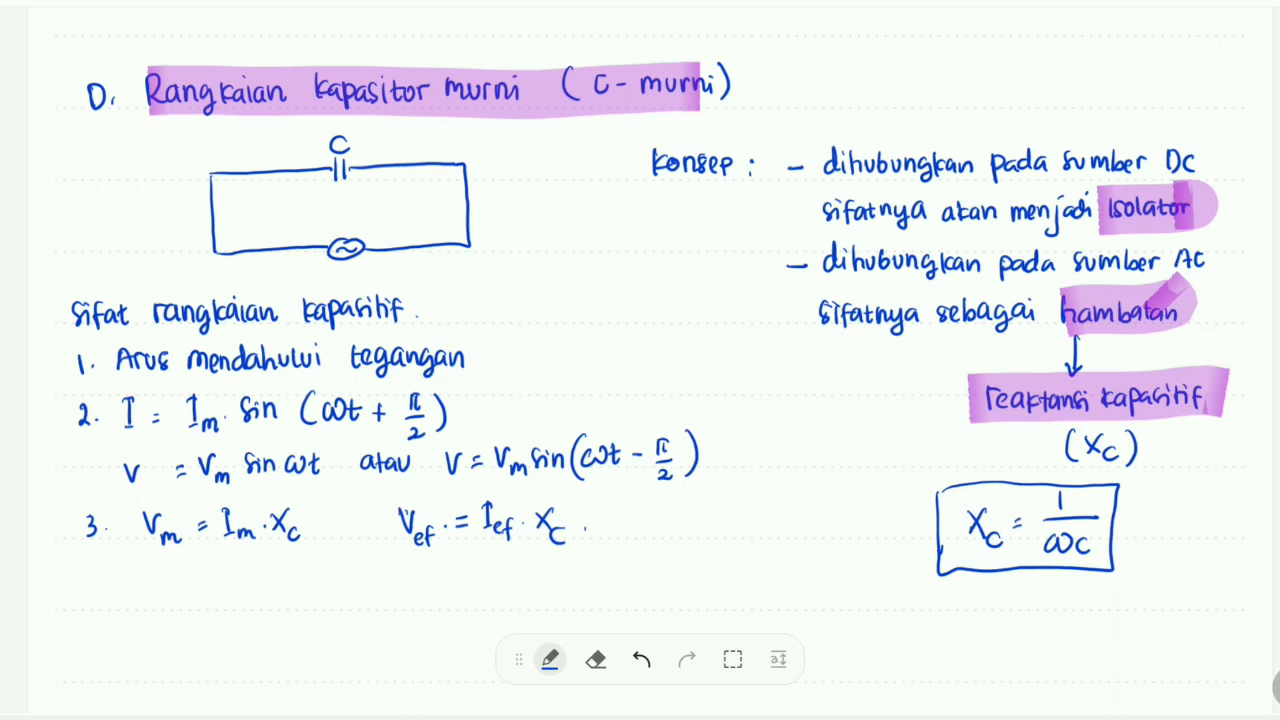 D. Rangkaian kapasitor murni (C - murni)
C
Konsep : - dihubungkan pada sumber DC
sifatnya akan menjadi Isolator
- dihubungkan pada sumber AC
sifatnya sebagai hambatan
reaktansi kapasitif
(Xc)
Xc = 1/ωC
Sifat rangkaian kapasitif.
1. Arus mendahului tegangan
2. I = Im. sin (ωt + π/2)
V = Vm sin ωt atau V = Vm sin(ωt - π/2)
3. Vm = Im . Xc Vef. = Ief . Xc .